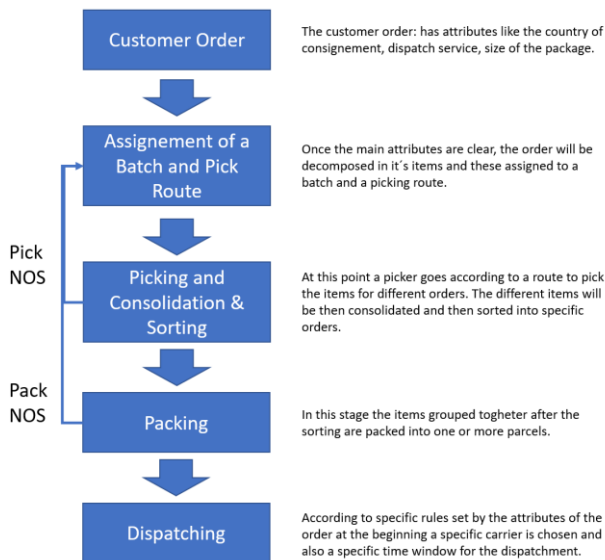 Customer Order
The customer order: has attributes like the country of
consignement, dispatch service, size of the package.
Assignement of a
Batch and Pick
Route
Once the main attributes are clear, the order will be
decomposed in it´s items and these assigned to a
batch and a picking route.
Pick
NOS
Picking and
Consolidation &
Sorting
At this point a picker goes according to a route to pick
the items for different orders. The different items will
be then consolidated and then sorted into specific
orders.
Pack
NOS
Packing
In this stage the items grouped togheter after the
sorting are packed into one or more parcels.
Dispatching
According to specific rules set by the attributes of the
order at the beginning a specific carrier is chosen and
also a specific time window for the dispatchment.